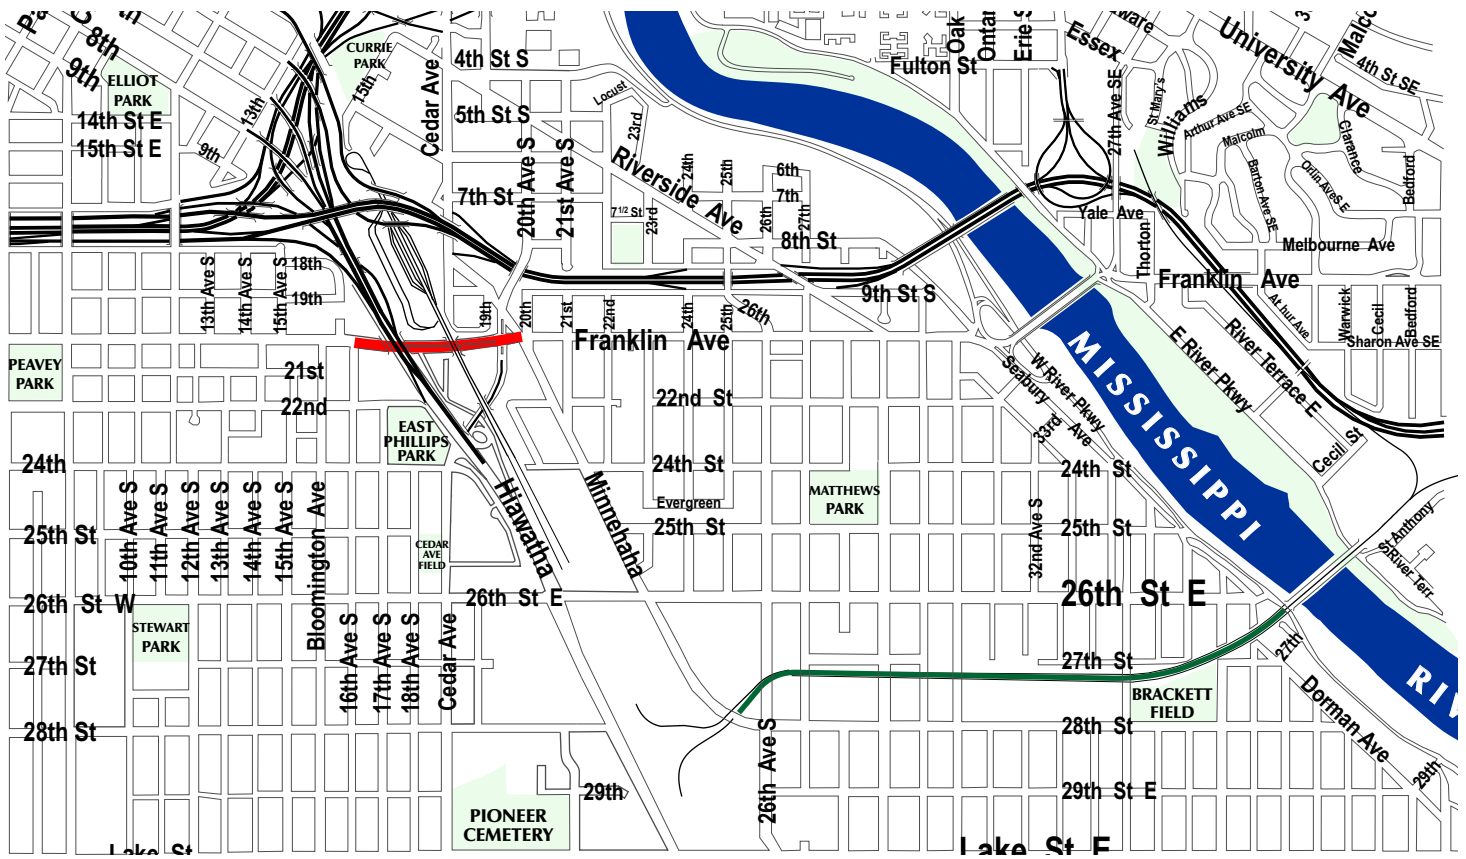 8th
9th
ELLIOT
PARK
14th St E
15th St E
13th
9th
CURRIE
PARK
15th
Cedar Ave
4th St S
5th St S
7th St
20th Ave S
21st Ave S
Locust
23rd
Riverside Ave
24th
25th
6th
7th
7 1/2 St
23rd
26th
27th
8th St
9th St S
Oak
Erie S
Fulton St
Essex
27th Ave SE
St Mary's
Williams
University Ave
4th St SE
Arthur Ave SE
Malcolm
Clarance
Barton Ave SE
Orlin Ave S E
Bedford
Yale Ave
Thorton
Melbourne Ave
Franklin Ave
At hur Ave
Warwick
Cecil
Bedford
Sharon Ave SE
13th Ave S
14th Ave S
15th Ave S
18th
19th
19th
20th
21st
22nd
24th
25th
26th
Franklin Ave
PEAVEY
PARK
21st
22nd
22nd St
EAST
PHILLIPS
PARK
24th
24th St
Evergreen
25th St
MATTHEWS
PARK
Seabury Ave
W River Pkwy
33rd
24th St
25th St
32nd Ave S
MISSISSIPPI
E River Pkwy
River Terrace E
Cecil St
St Anthony
River Terr
10th Ave S
11th Ave S
12th Ave S
13th Ave S
14th Ave S
15th Ave S
Bloomington Ave
25th St
CEDAR
AVE
FIELD
Hiawatha
Minnehaha
26th St W
26th St E
26th St E
STEWART
PARK
16th Ave S
17th Ave S
18th Ave S
Cedar Ave
27th St
27th St
27th
BRACKETT
FIELD
Dorman Ave
28th St
28th St
26th Ave S
29th
29th St E
29th
PIONEER
CEMETERY
Lake St
Lake St E